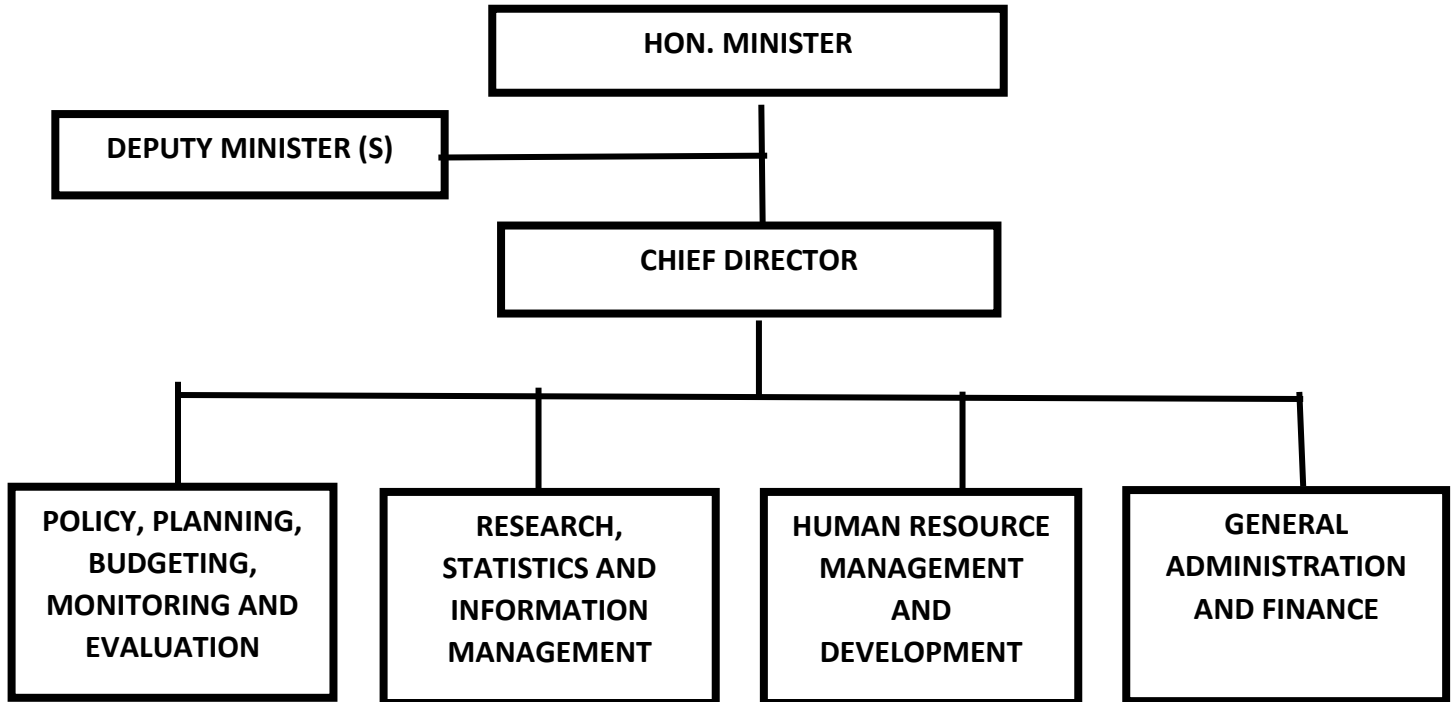 HON. MINISTER
DEPUTY MINISTER (S)
CHIEF DIRECTOR
POLICY, PLANNING,
BUDGETING,
MONITORING AND
EVALUATION
RESEARCH,
STATISTICS AND
INFORMATION
MANAGEMENT
HUMAN RESOURCE
MANAGEMENT
AND
DEVELOPMENT
GENERAL
ADMINISTRATION
AND FINANCE